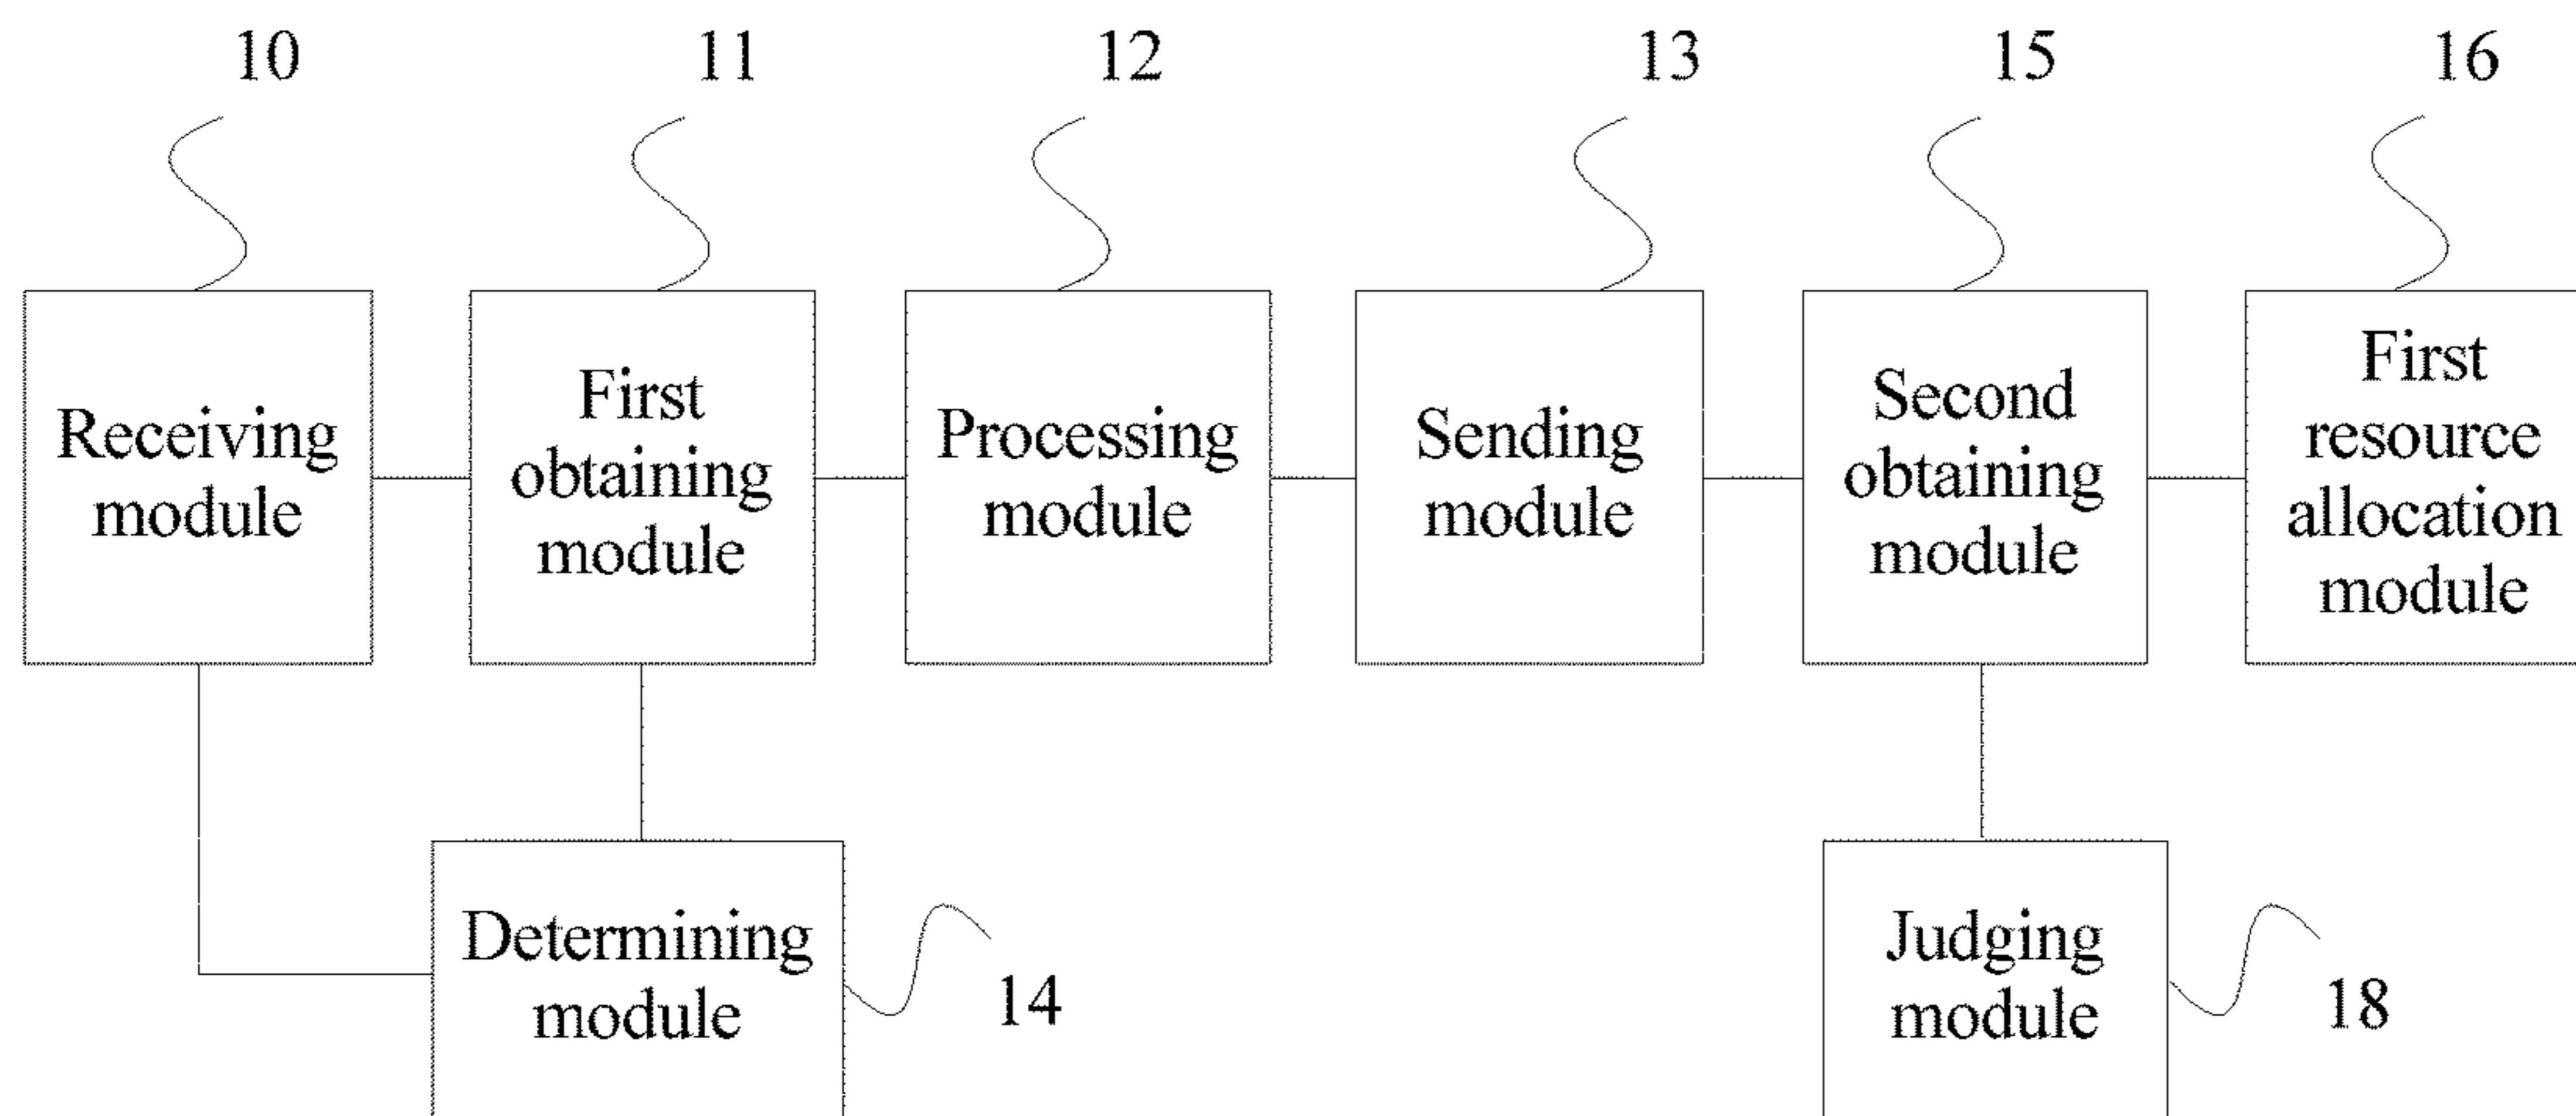 10
11
12
13
15
16
Receiving
module
First
obtaining
module
Processing
module
Sending
module
Second
obtaining
module
First
resource
allocation
module
Determining
module
14
Judging
module
18